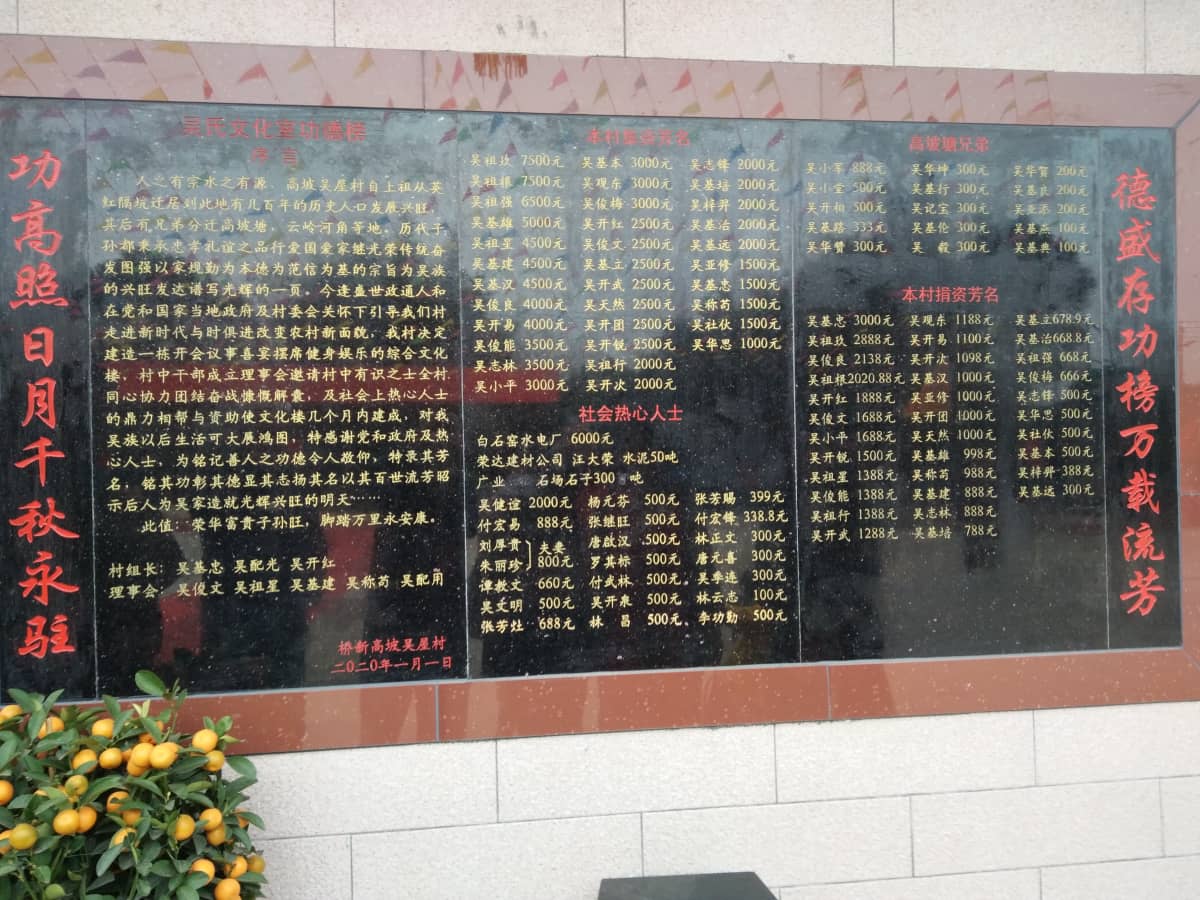 功高照日月千秋永驻
吴氏文化室功德榜
序言
人之有宗水之有源、高坡吴屋村自上祖从英
红隔坑迁居到此地有几百年的历史人口发展兴旺,
其后有兄弟分迁高坡塘、云岭河角等地。历代子
孙都秉承忠孝礼谊之品行爱国爱家继光荣传统奋
发图强以家规勤为本德为范信为基的宗旨为吴族
的兴旺发达谱写光辉的一页。今逢盛世政通人和
在党和国家当地政府及村委会关怀下引导我们村
走进新时代与时俱进改变农村新面貌,我村决定
建造一栋开会议事喜宴摆席健身娱乐的综合文化
楼,村中干部成立理事会邀请村中有识之士全村
同心协力团结奋战慷慨解囊,及社会上热心人士
的鼎力相帮与资助使文化楼几个月内建成,对我
吴族以后生活可大展鸿图,特感谢党和政府及热
心人士,为铭记善人之功德令人敬仰,特录其芳
名,铭其功彰其德显其志扬其名以其百世流芳昭
示后人为吴家造就光辉兴旺的明天……
此值:荣华富贵子孙旺,脚踏万里永安康。
村组长:吴基忠 吴配光 吴开红
理事会:吴俊文 吴祖星 吴基建 吴称苟 吴配用
桥新高坡吴屋村
二0二0年一月一日
本村集资芳名
吴祖玖 7500元 吴基本 3000元 吴志锋 2000元
吴祖根 7500元 吴观东 3000元 吴基培 2000元
吴祖强 6500元 吴俊梅 3000元 吴梓羿 2000元
吴基雄 5000元 吴开红 2500元 吴基治 2000元
吴祖星 4500元 吴俊文 2500元 吴基远 2000元
吴基建 4500元 吴基立 2500元 吴亚修 1500元
吴基汉 4500元 吴开武 2500元 吴基忠 1500元
吴俊良 4000元 吴天然 2500元 吴称苟 1500元
吴开易 4000元 吴开团 2500元 吴社伙 1500元
吴俊能 3500元 吴开锐 2500元 吴华思 1000元
吴志林 3500元 吴祖行 2000元
吴小平 3000元 吴开次 2000元
社会热心人士
白石窑水电厂 6000元
荣达建材公司 汪大荣 水泥50吨
广业 石场石子300吨
吴健谊 2000元 杨元芬 500元 张芳赐 399元
付宏易 888元 张继旺 500元 付宏锋 338.8元
刘厚贵 夫妻 唐啟汉 500元 林正文 300元
朱丽珍 800元 罗其标 500元 唐元喜 300元
谭教文 660元 付武林 500元 吴季连 300元
吴文明 500元 吴开泉 500元 林云志 100元
张芳灶 688元 林昌 500元 李功勤 500元
高坡塘兄弟
吴小军 888元 吴华坤 300元 吴华贺 200元
吴小堂 500元 吴基行 300元 吴基良 200元
吴开柏 500元 吴记宝 300元 吴亚添 200元
吴基路 333元 吴基伦 300元 吴基燕 100元
吴华赞 300元 吴毅 300元 吴基典 100元
本村捐资芳名
吴基忠 3000元 吴观东 1188元 吴基立 678.9元
吴祖玖 2888元 吴开易 1100元 吴基治 668.8元
吴俊良 2138元 吴开次 1098元 吴祖强 668元
吴祖根 2020.88元 吴基汉 1000元 吴俊梅 666元
吴开红 1888元 吴亚修 1000元 吴志锋 500元
吴俊文 1688元 吴开团 1000元 吴华思 500元
吴小平 1688元 吴天然 1000元 吴社伙 500元
吴开锐 1500元 吴基雄 998元 吴基本 500元
吴祖星 1388元 吴称苟 988元 吴梓羿 388元
吴俊能 1388元 吴基建 888元 吴基远 300元
吴祖行 1388元 吴志林 888元
吴开武 1288元 吴基培 788元
德盛存功榜万载流芳